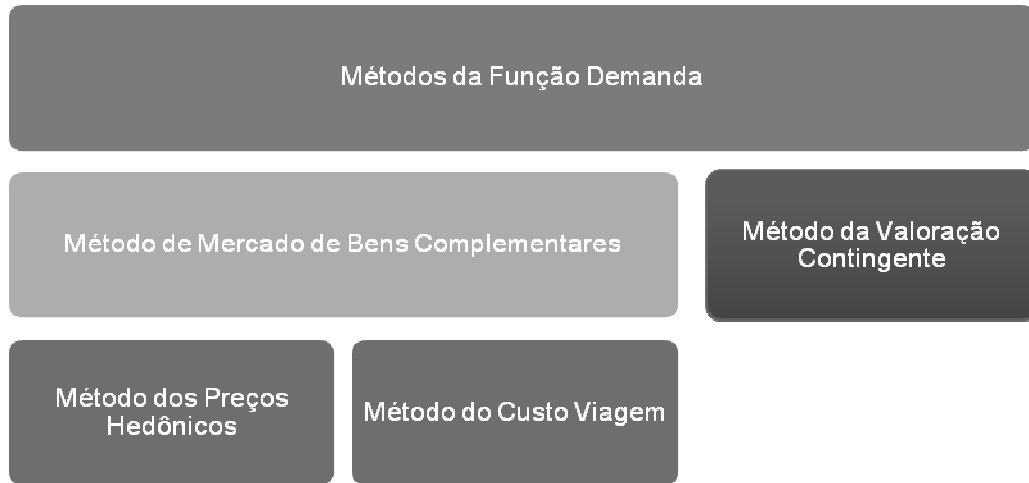 Métodos da Função Demanda
Método de Mercado de Bens Complementares
Método da Valoração
Contingente
Método dos Preços
Hedônicos
Método do Custo Viagem